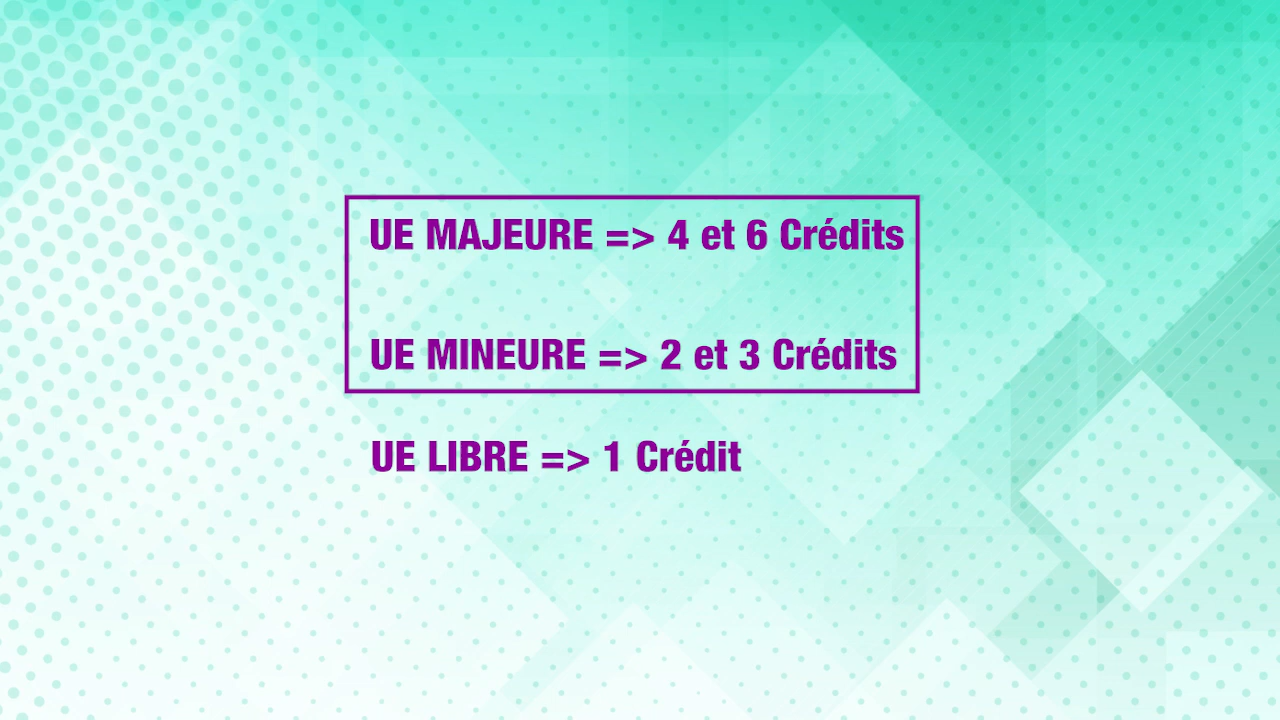 UE MAJEURE => 4 et 6 Crédits
UE MINEURE => 2 et 3 Crédits
UE LIBRE => 1 Crédit